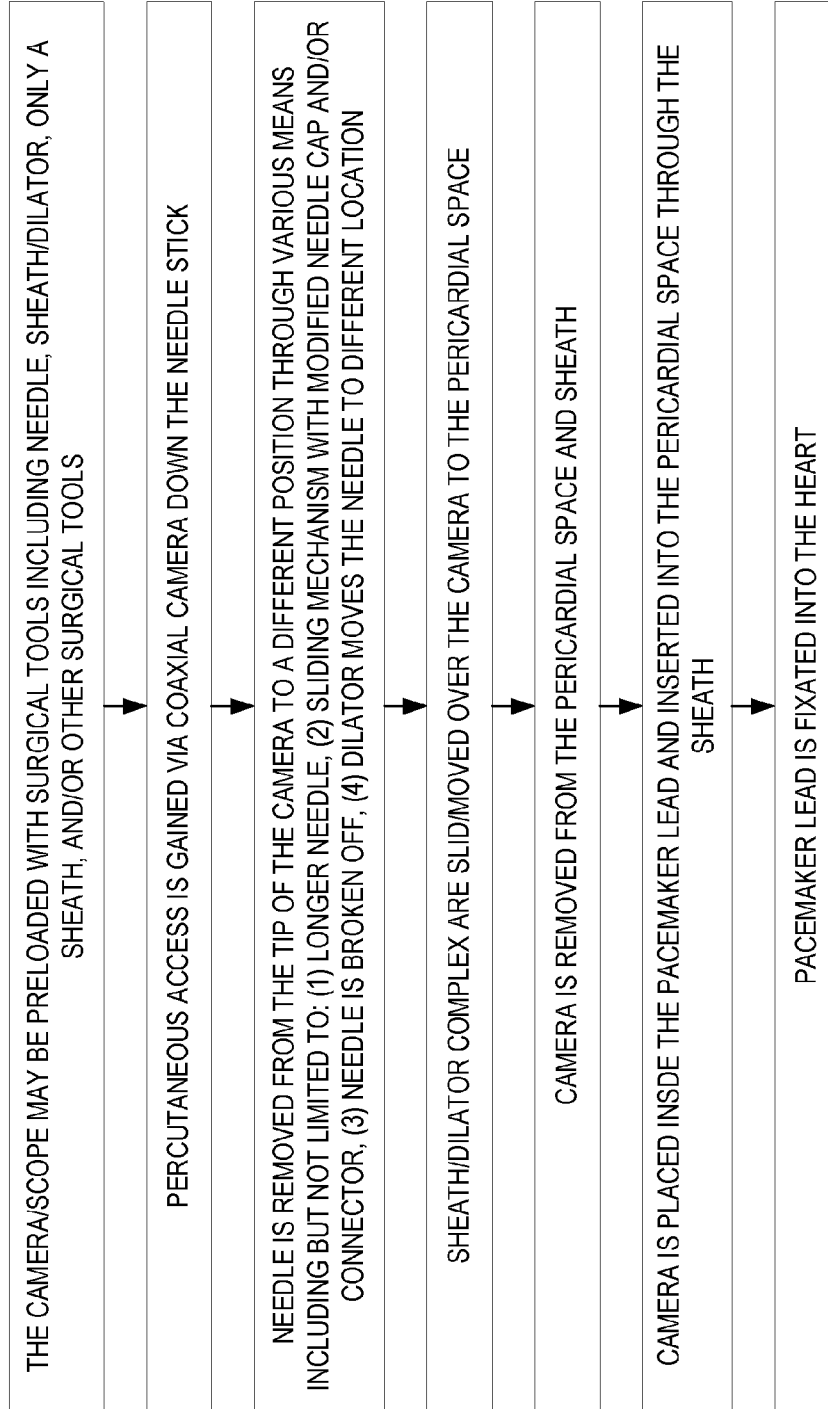 THE CAMERA/SCOPE MAY BE PRELOADED WITH SURGICAL TOOLS INCLUDING NEEDLE, SHEATH/DILATOR, ONLY A
SHEATH, AND/OR OTHER SURGICAL TOOLS
PERCUTANEOUS ACCESS IS GAINED VIA COAXIAL CAMERA DOWN THE NEEDLE STICK
NEEDLE IS REMOVED FROM THE TIP OF THE CAMERA TO A DIFFERENT POSITION THROUGH VARIOUS MEANS
INCLUDING BUT NOT LIMITED TO: (1) LONGER NEEDLE, (2) SLIDING MECHANISM WITH MODIFIED NEEDLE CAP AND/OR
CONNECTOR, (3) NEEDLE IS BROKEN OFF, (4) DILATOR MOVES THE NEEDLE TO DIFFERENT LOCATION
SHEATH/DILATOR COMPLEX ARE SLID/MOVED OVER THE CAMERA TO THE PERICARDIAL SPACE
CAMERA IS REMOVED FROM THE PERICARDIAL SPACE AND SHEATH
CAMERA IS PLACED INSDE THE PACEMAKER LEAD AND INSERTED INTO THE PERICARDIAL SPACE THROUGH THE
SHEATH
PACEMAKER LEAD IS FIXATED INTO THE HEART